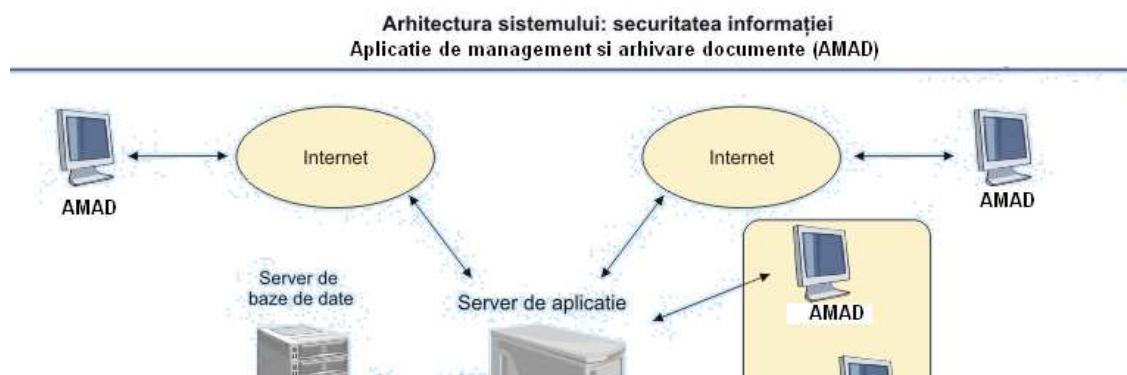 Arhitectura sistemului: securitatea informației
Aplicatie de management si arhivare documente (AMAD)
Internet
Internet
AMAD
AMAD
Server de
baze de date
Server de aplicatie
AMAD